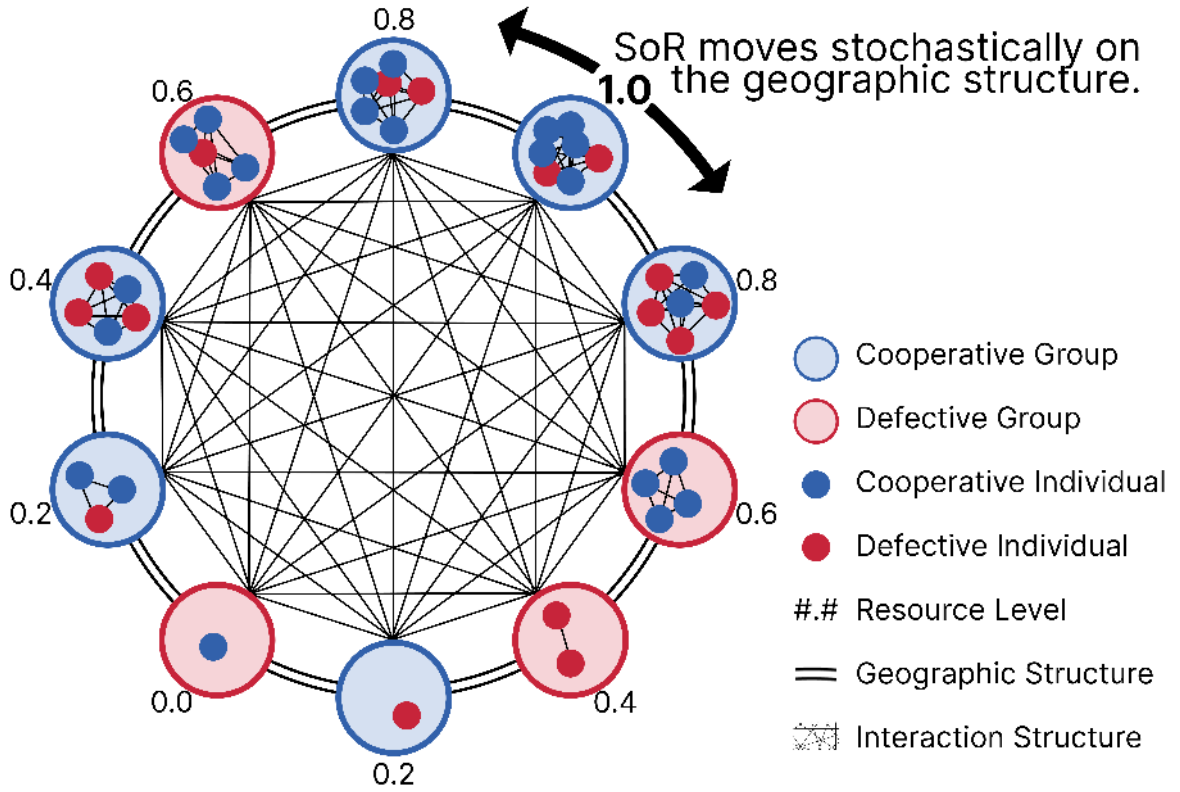 0.8
SoR moves stochastically on
the geographic structure.
1.0
0.6
0.4
0.8
Cooperative Group
Defective Group
Cooperative Individual
0.2
0.6
Defective Individual
#.# Resource Level
Geographic Structure
0.0
0.4
Interaction Structure
0.2